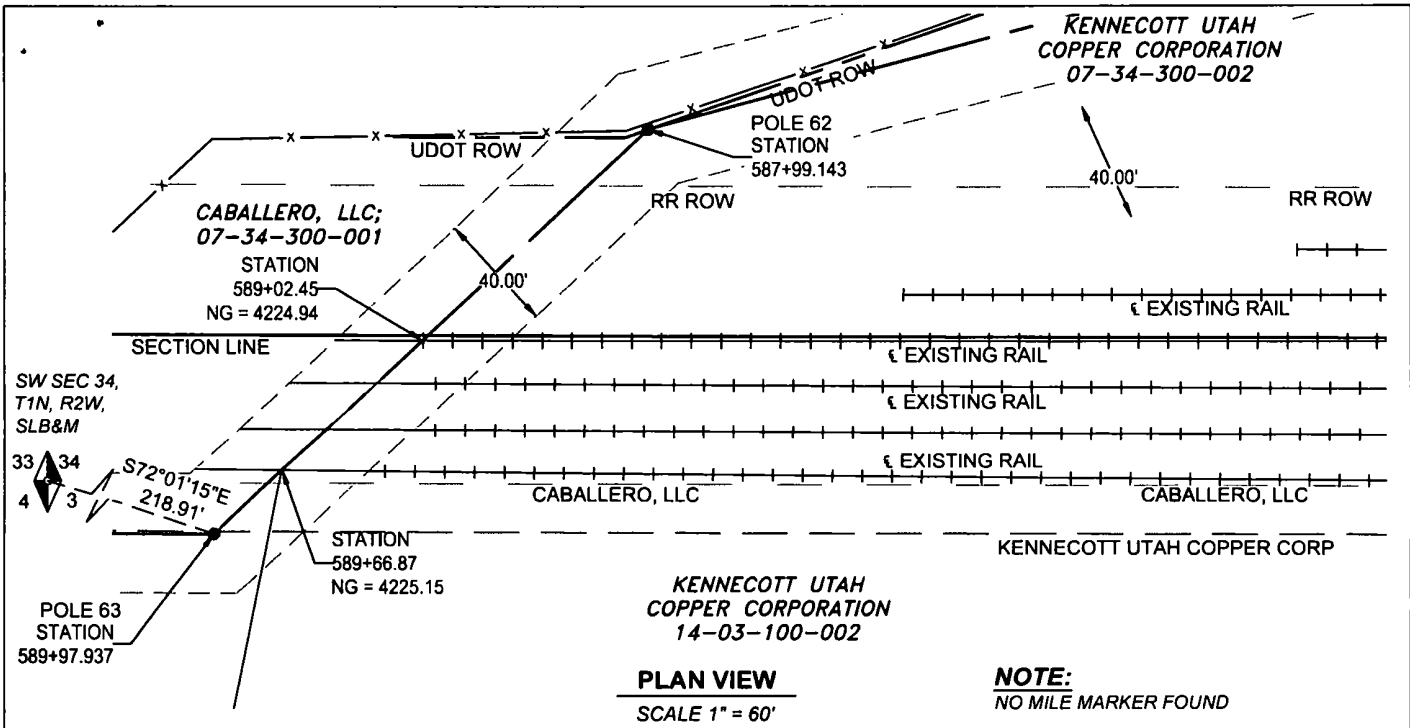 KENNECOTT UTAH
COPPER CORPORATION
07-34-300-002
UDOT ROW
POLE 62
STATION
587+99.143
UDOT ROW
40.00'
RR ROW
RR ROW
CABALLERO, LLC;
07-34-300-001
STATION
589+02.45
NG = 4224.94
40.00'
℄ EXISTING RAIL
SECTION LINE
℄ EXISTING RAIL
SW SEC 34,
T1N, R2W,
SLB&M
℄ EXISTING RAIL
33 34
4 3
S72°01'15"E
218.91'
℄ EXISTING RAIL
CABALLERO, LLC
CABALLERO, LLC
STATION
589+66.87
NG = 4225.15
KENNECOTT UTAH COPPER CORP
POLE 63
STATION
589+97.937
KENNECOTT UTAH
COPPER CORPORATION
14-03-100-002
PLAN VIEW
SCALE 1" = 60'
NOTE:
NO MILE MARKER FOUND